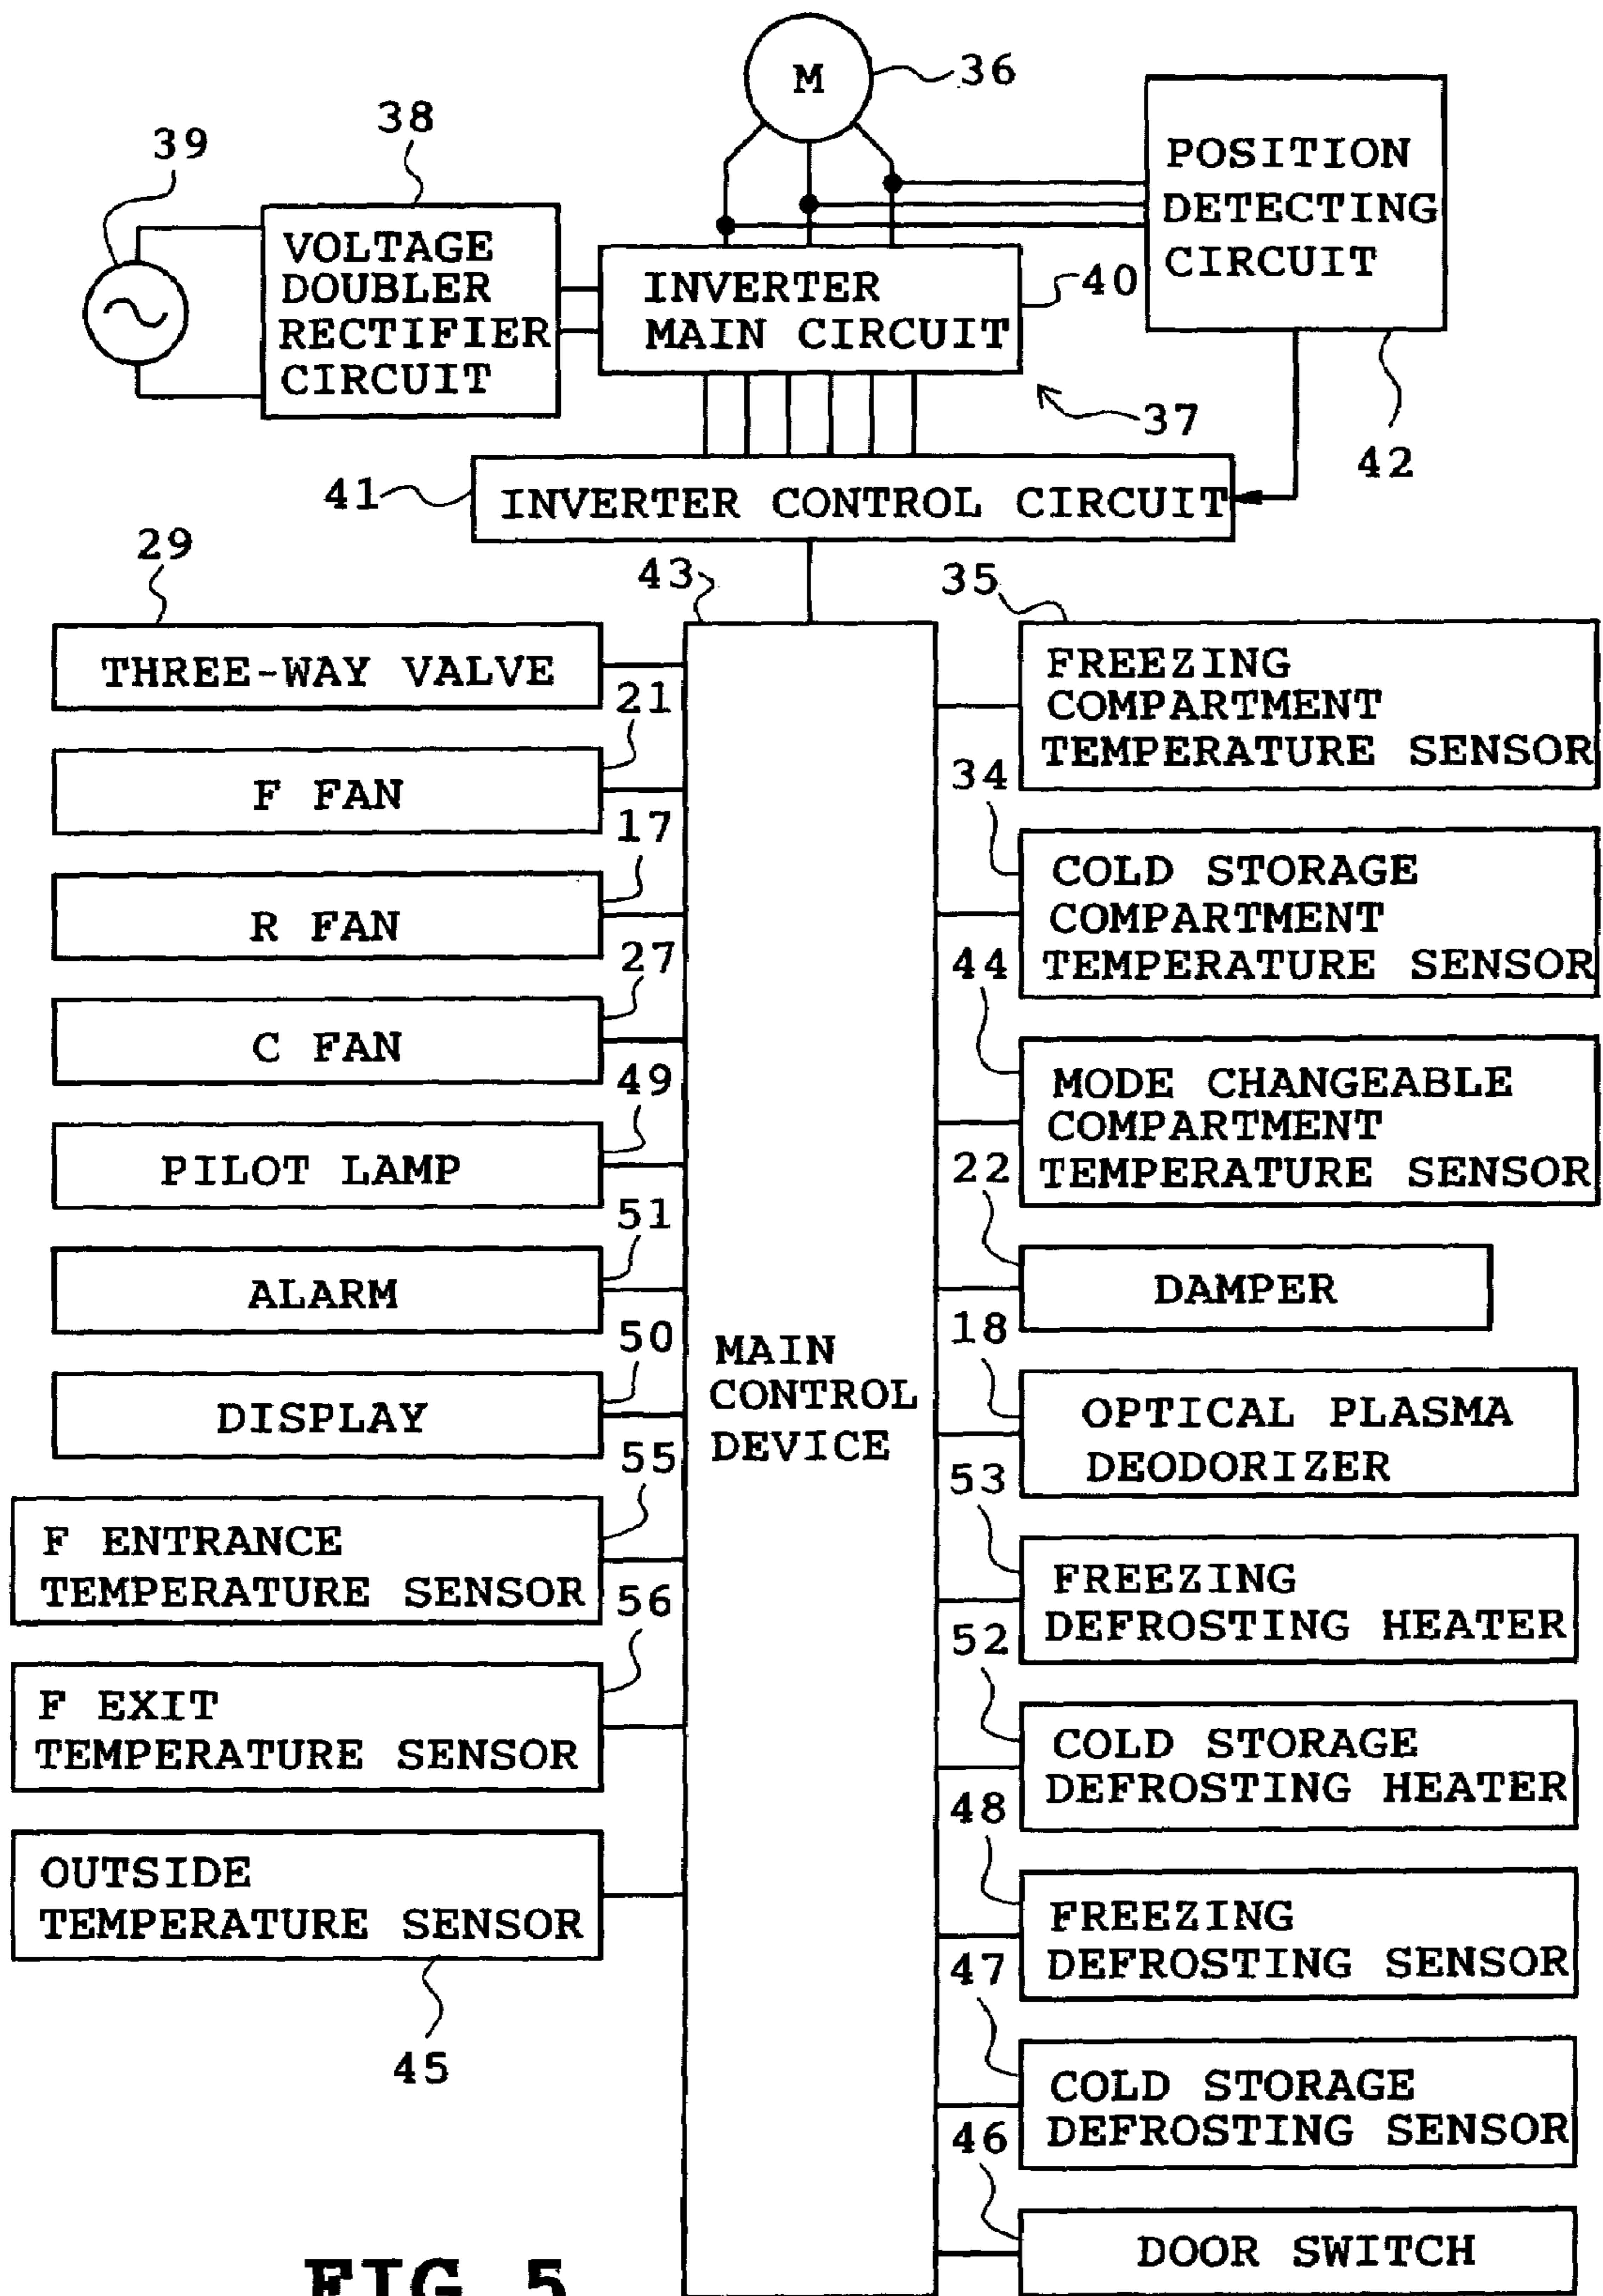 M
36
38
39
POSITION
DETECTING
CIRCUIT
VOLTAGE
DOUBLER
RECTIFIER
CIRCUIT
INVERTER
MAIN CIRCUIT
40
37
42
41
INVERTER CONTROL CIRCUIT
29
43
35
THREE-WAY VALVE
21
F FAN
17
R FAN
27
C FAN
49
PILOT LAMP
51
ALARM
50
DISPLAY
55
F ENTRANCE
TEMPERATURE SENSOR
56
F EXIT
TEMPERATURE SENSOR
OUTSIDE
TEMPERATURE SENSOR
45
MAIN
CONTROL
DEVICE
FREEZING
COMPARTMENT
TEMPERATURE SENSOR
34
COLD STORAGE
COMPARTMENT
TEMPERATURE SENSOR
44
MODE CHANGEABLE
COMPARTMENT
TEMPERATURE SENSOR
22
DAMPER
18
OPTICAL PLASMA
DEODORIZER
53
FREEZING
DEFROSTING HEATER
52
COLD STORAGE
DEFROSTING HEATER
48
FREEZING
DEFROSTING SENSOR
47
COLD STORAGE
DEFROSTING SENSOR
46
DOOR SWITCH
FIG. 5